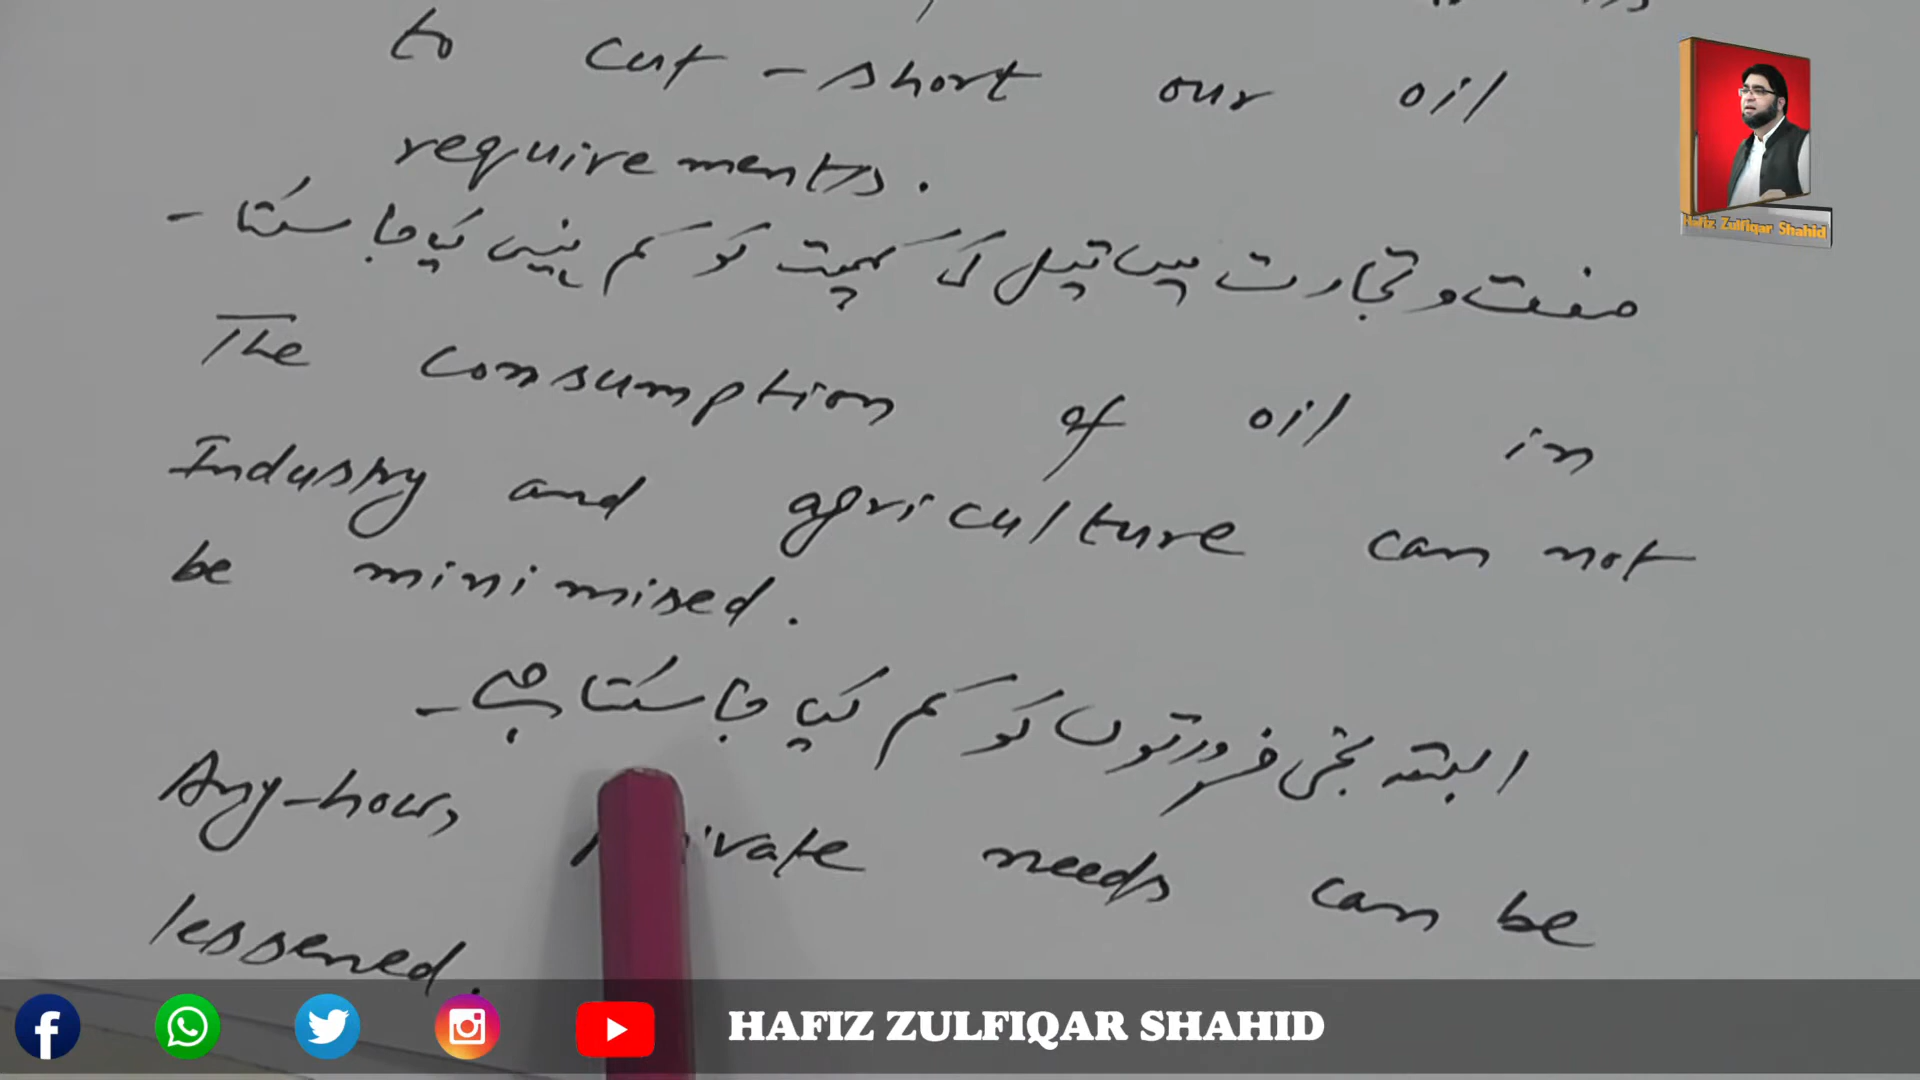 to cut-short our oil
requirements.
صنعت و تجارت میں تیل کی کھپت کو کم نہیں کیا جا سکتا -
The consumption of oil in
Industry and agriculture can not
be minimised.
البتہ نجی ضرورتوں کو کم کیا جا سکتا ہے -
Any-how, needs can be
lessened.
Hafiz Zulfiqar Shahid
HAFIZ ZULFIQAR SHAHID